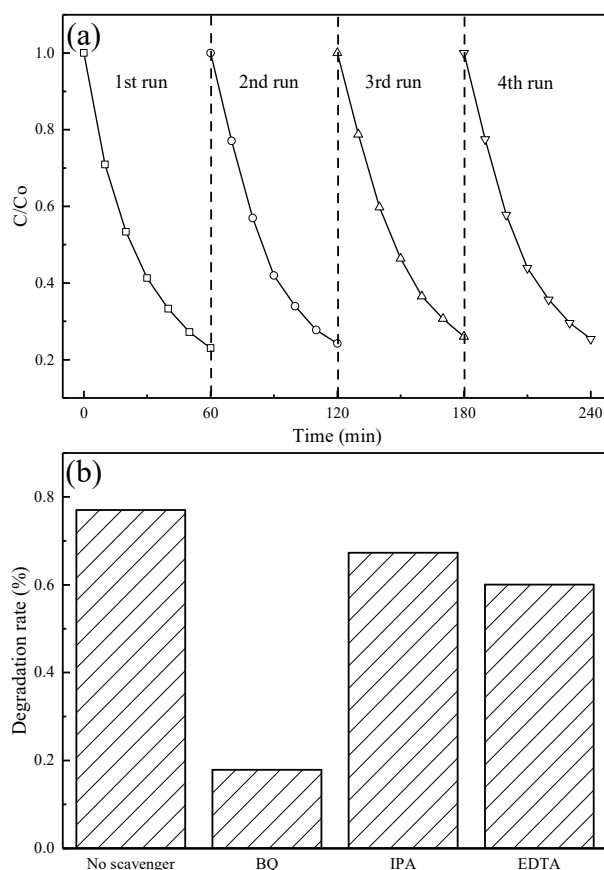 (a)
1st run 2nd run 3rd run 4th run
C/Co
1.0
0.8
0.6
0.4
0.2
0 60 120 180 240
Time (min)
(b)
Degradation rate (%)
0.8
0.6
0.4
0.2
0.0
No scavenger BQ IPA EDTA